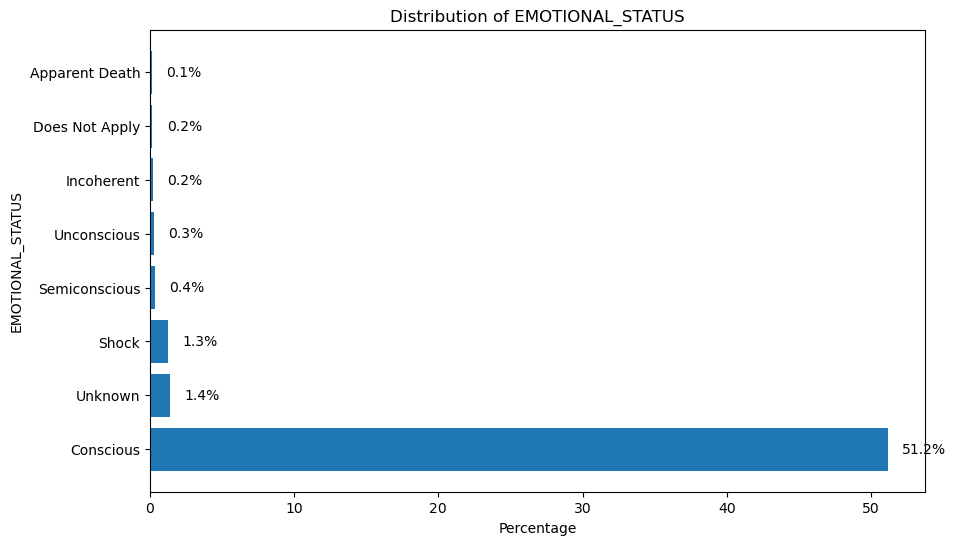 Distribution of EMOTIONAL_STATUS
Apparent Death 0.1%
Does Not Apply 0.2%
Incoherent 0.2%
Unconscious 0.3%
Semiconscious 0.4%
Shock 1.3%
Unknown 1.4%
Conscious 51.2%
EMOTIONAL_STATUS
0 10 20 30 40 50
Percentage